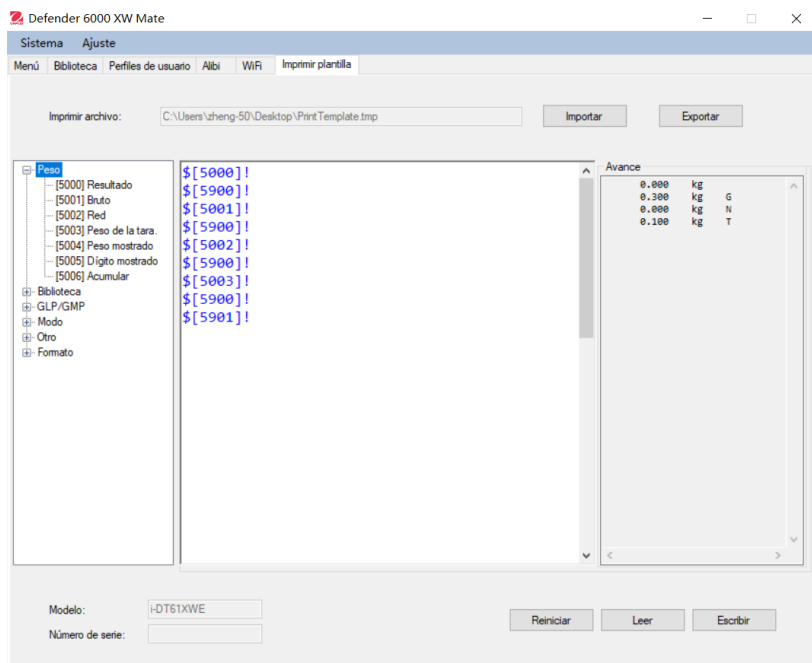 Defender 6000 XW Mate
Sistema Ajuste
Menú Biblioteca Perfiles de usuario Alibi WiFi Imprimir plantilla
Imprimir archivo: C:\Users\zheng-50\Desktop\PrintTemplate.tmp Importar Exportar
Peso
[5000] Resultado
[5001] Bruto
[5002] Red
[5003] Peso de la tara.
[5004] Peso mostrado
[5005] Dígito mostrado
[5006] Acumular
Biblioteca
GLP/GMP
Modo
Otro
Formato
$[5000]!
$[5900]!
$[5001]!
$[5900]!
$[5002]!
$[5900]!
$[5003]!
$[5900]!
$[5901]!
Avance
0.000 kg
0.300 kg G
0.000 kg N
0.100 kg T
Modelo: i-DT61XWE
Número de serie:
Reiniciar Leer Escribir